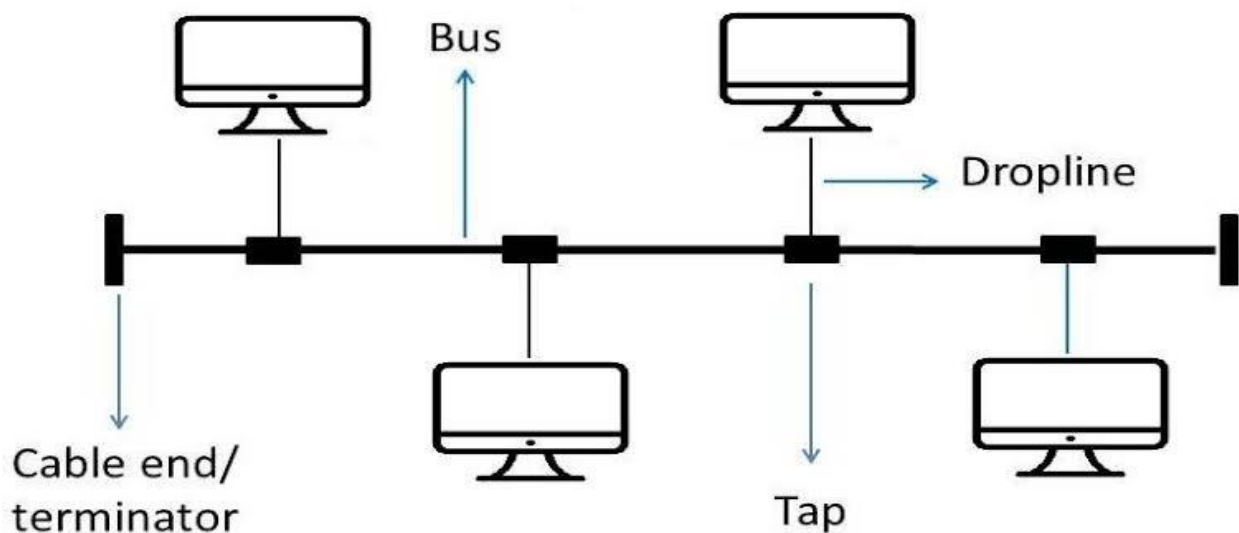 Bus
Dropline
Cable end/
terminator
Tap